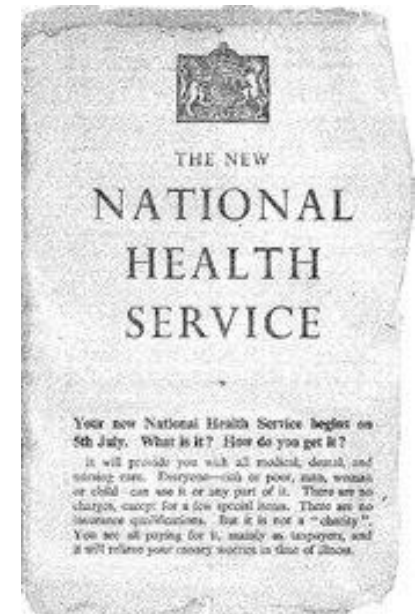 THE NEW
NATIONAL
HEALTH
SERVICE
Your new National Health Service begins on
5th July. What is it? How do you get it?
It will provide you with all medical, dental, and
nursing care. Everyone—rich or poor, man, woman
or child—can use it or any part of it. There are no
charges, except for a few special items. There are no
insurance qualifications. But it is not a "charity".
You are all paying for it, mainly as taxpayers, and
it will relieve your money worries in time of illness.